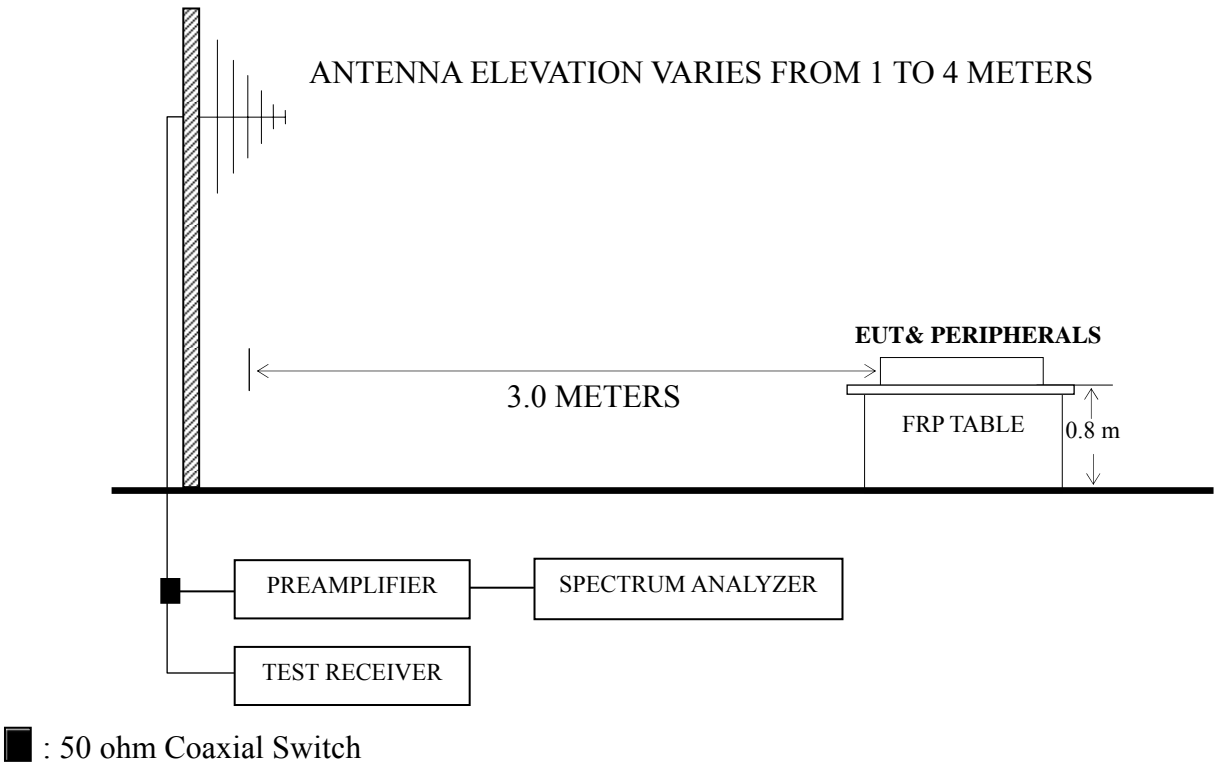 ANTENNA ELEVATION VARIES FROM 1 TO 4 METERS
EUT& PERIPHERALS
3.0 METERS
FRP TABLE
0.8 m
PREAMPLIFIER
SPECTRUM ANALYZER
TEST RECEIVER
: 50 ohm Coaxial Switch